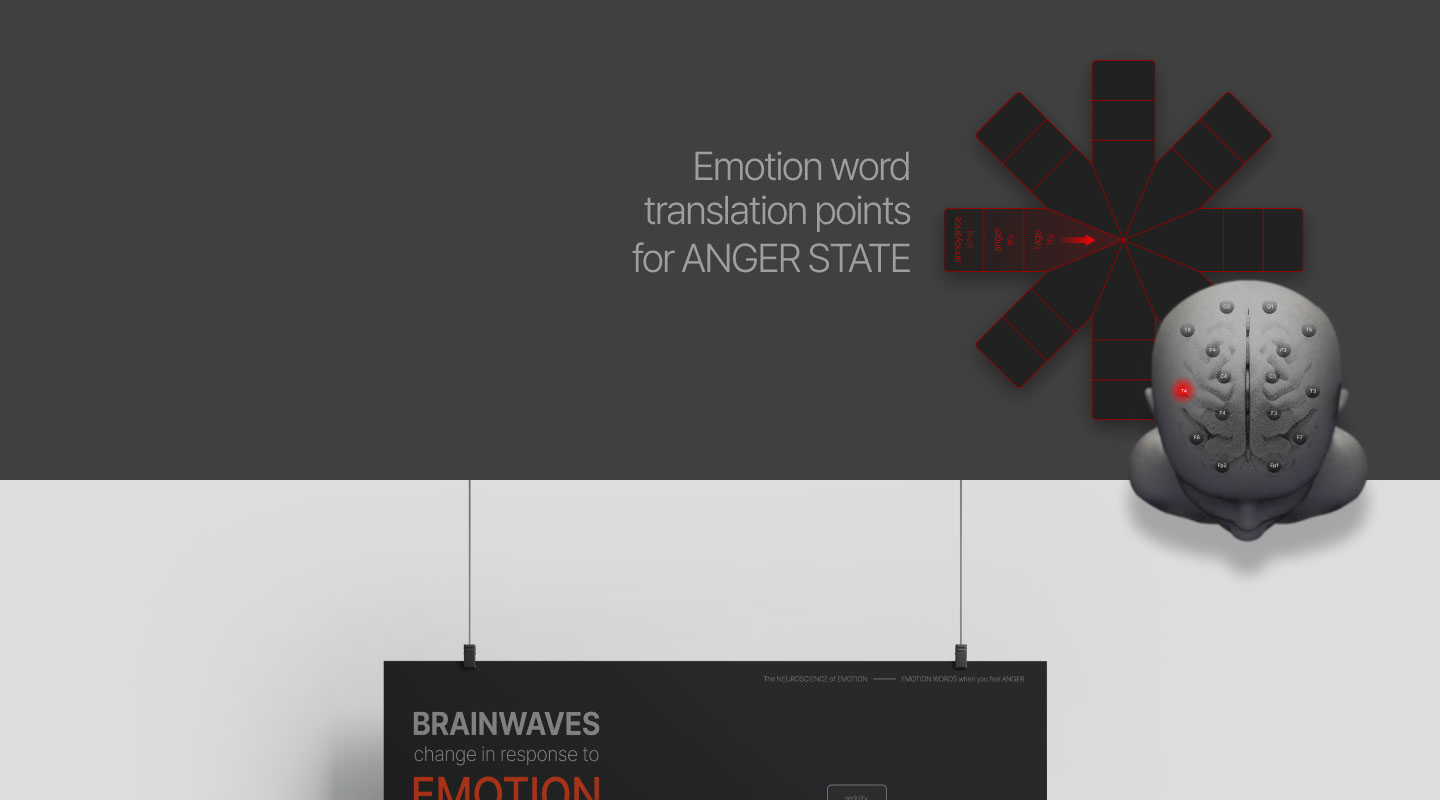 Emotion word
translation points
for ANGER STATE
annoyance
anger
rage
O2
O1
T6
T5
P4
P3
C4
C3
T4
T3
F4
F3
F8
F7
Fp2
Fp1
The NEUROSCIENCE of EMOTION
EMOTION WORDS when you feel ANGER
BRAINWAVES
change in response to
EMOTION